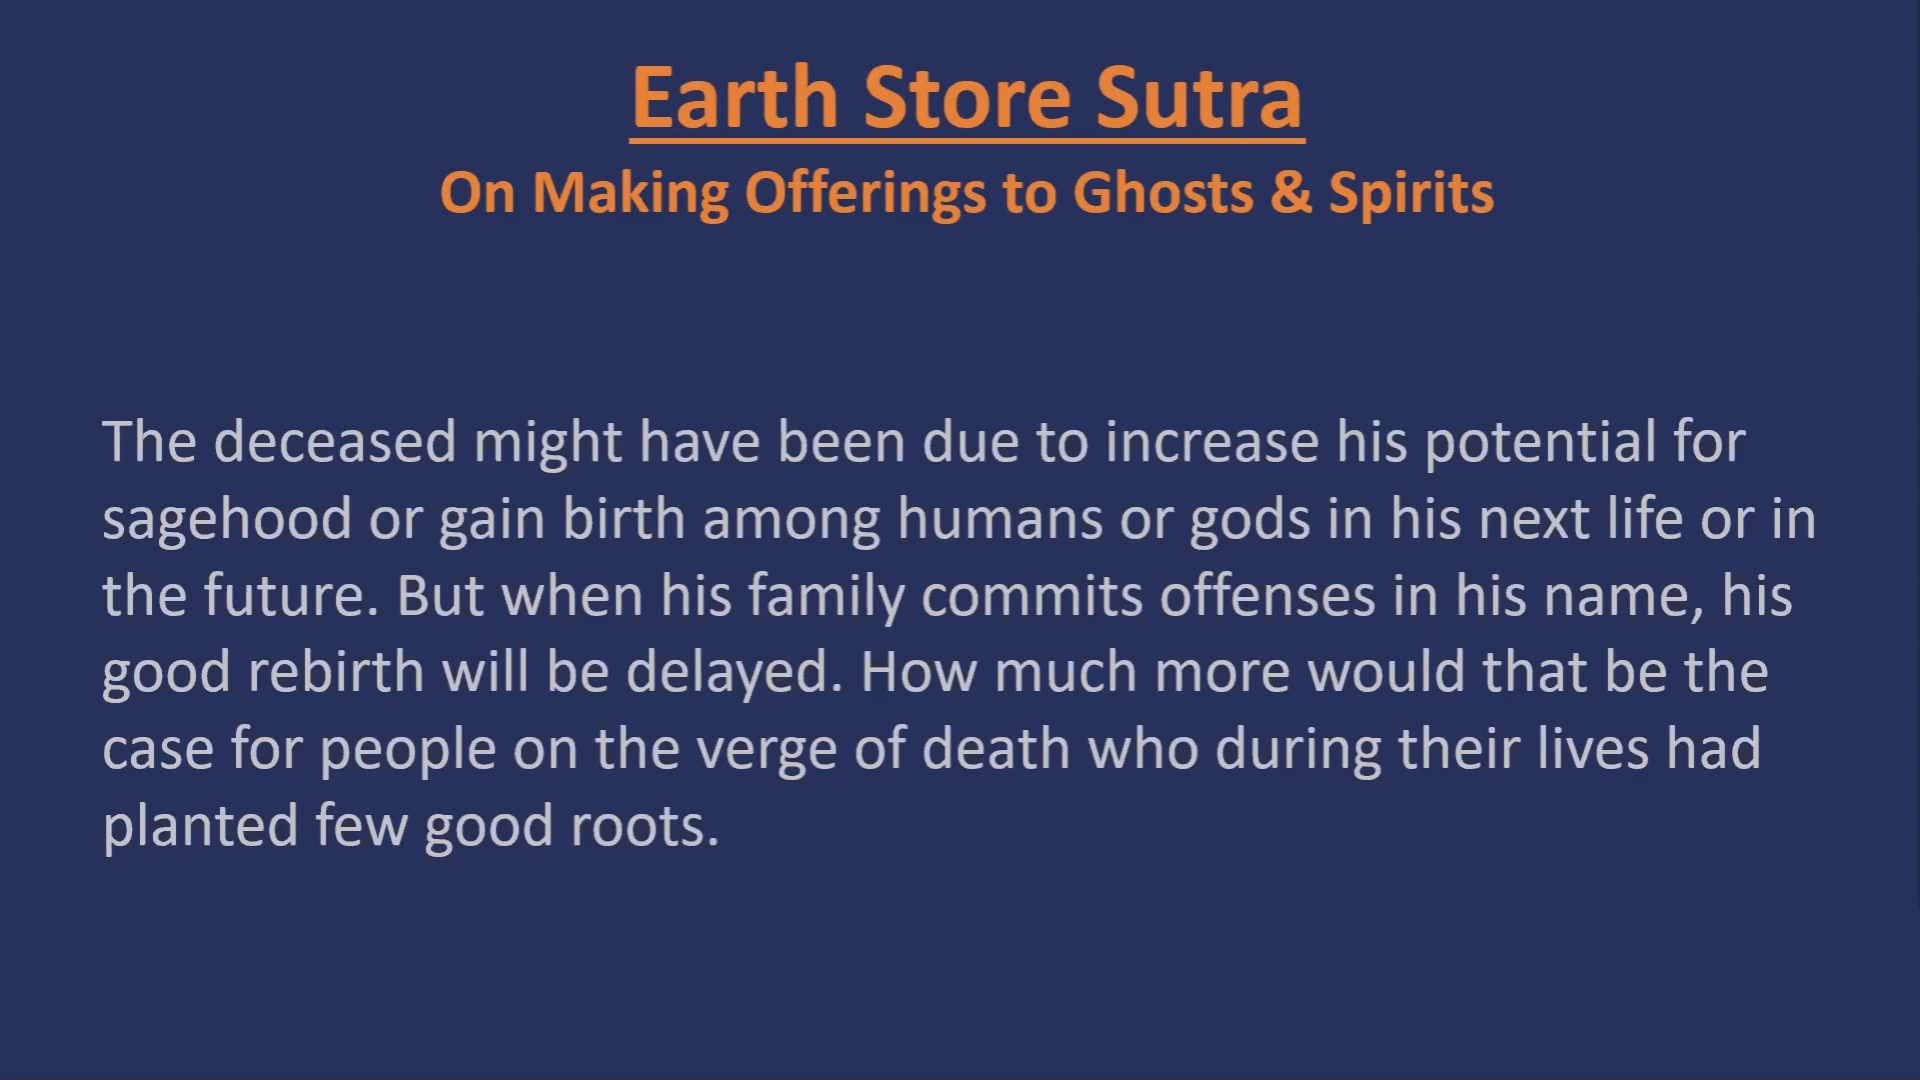 Earth Store Sutra
On Making Offerings to Ghosts & Spirits
The deceased might have been due to increase his potential for
sagehood or gain birth among humans or gods in his next life or in
the future. But when his family commits offenses in his name, his
good rebirth will be delayed. How much more would that be the
case for people on the verge of death who during their lives had
planted few good roots.